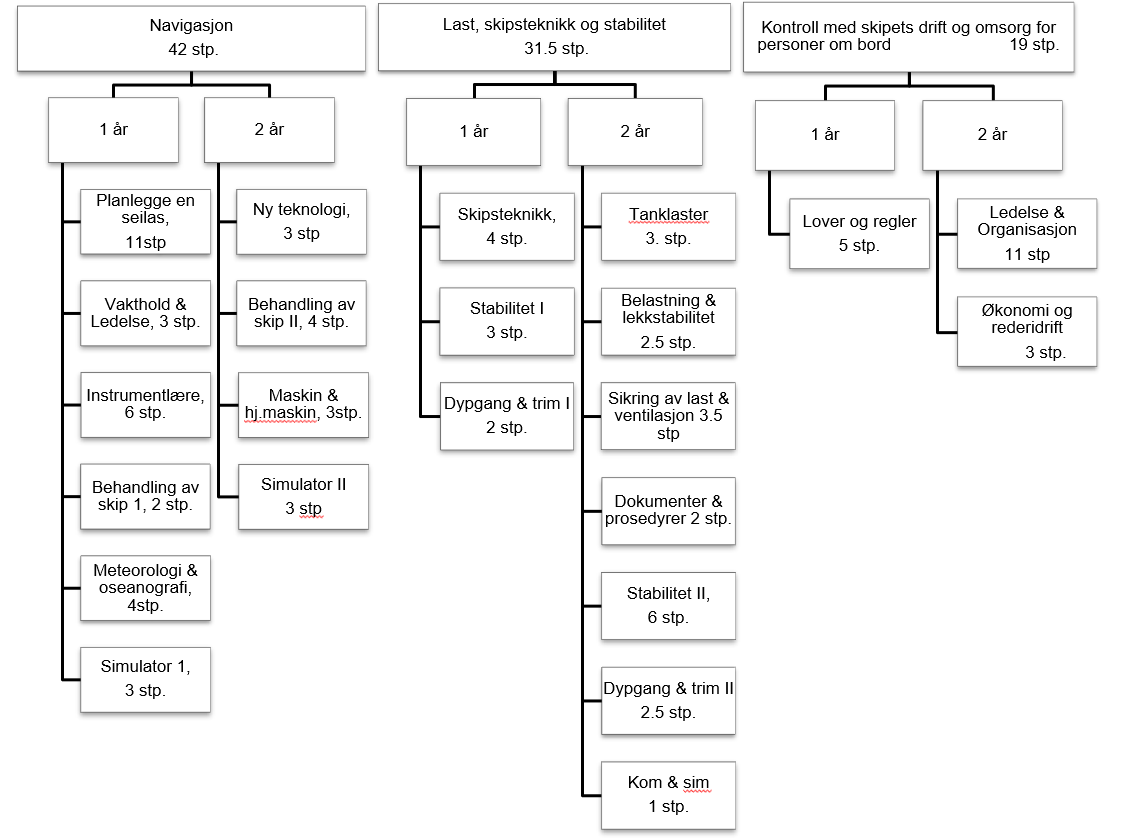 Navigasjon
42 stp.
1 år
Planlegge en
seilas,
11stp
Vakthold &
Ledelse, 3 stp.
Instrumentlære,
6 stp.
Behandling av
skip 1, 2 stp.
Meteorologi &
oseanografi,
4stp.
Simulator 1,
3 stp.
2 år
Ny teknologi,
3 stp
Behandling av
skip II, 4 stp.
Maskin &
hj.maskin, 3stp.
Simulator II
3 stp
Last, skipsteknikk og stabilitet
31.5 stp.
1 år
Skipsteknikk,
4 stp.
Stabilitet I
3 stp.
Dypgang & trim I
2 stp.
2 år
Tanklaster
3. stp.
Belastning &
lekkstabilitet
2.5 stp.
Sikring av last &
ventilasjon 3.5
stp
Dokumenter &
prosedyrer 2 stp.
Stabilitet II,
6 stp.
Dypgang & trim II
2.5 stp.
Kom & sim
1 stp.
Kontroll med skipets drift og omsorg for
personer om bord 19 stp.
1 år
Lover og regler
5 stp.
2 år
Ledelse &
Organisasjon
11 stp
Økonomi og
rederidrift
3 stp.